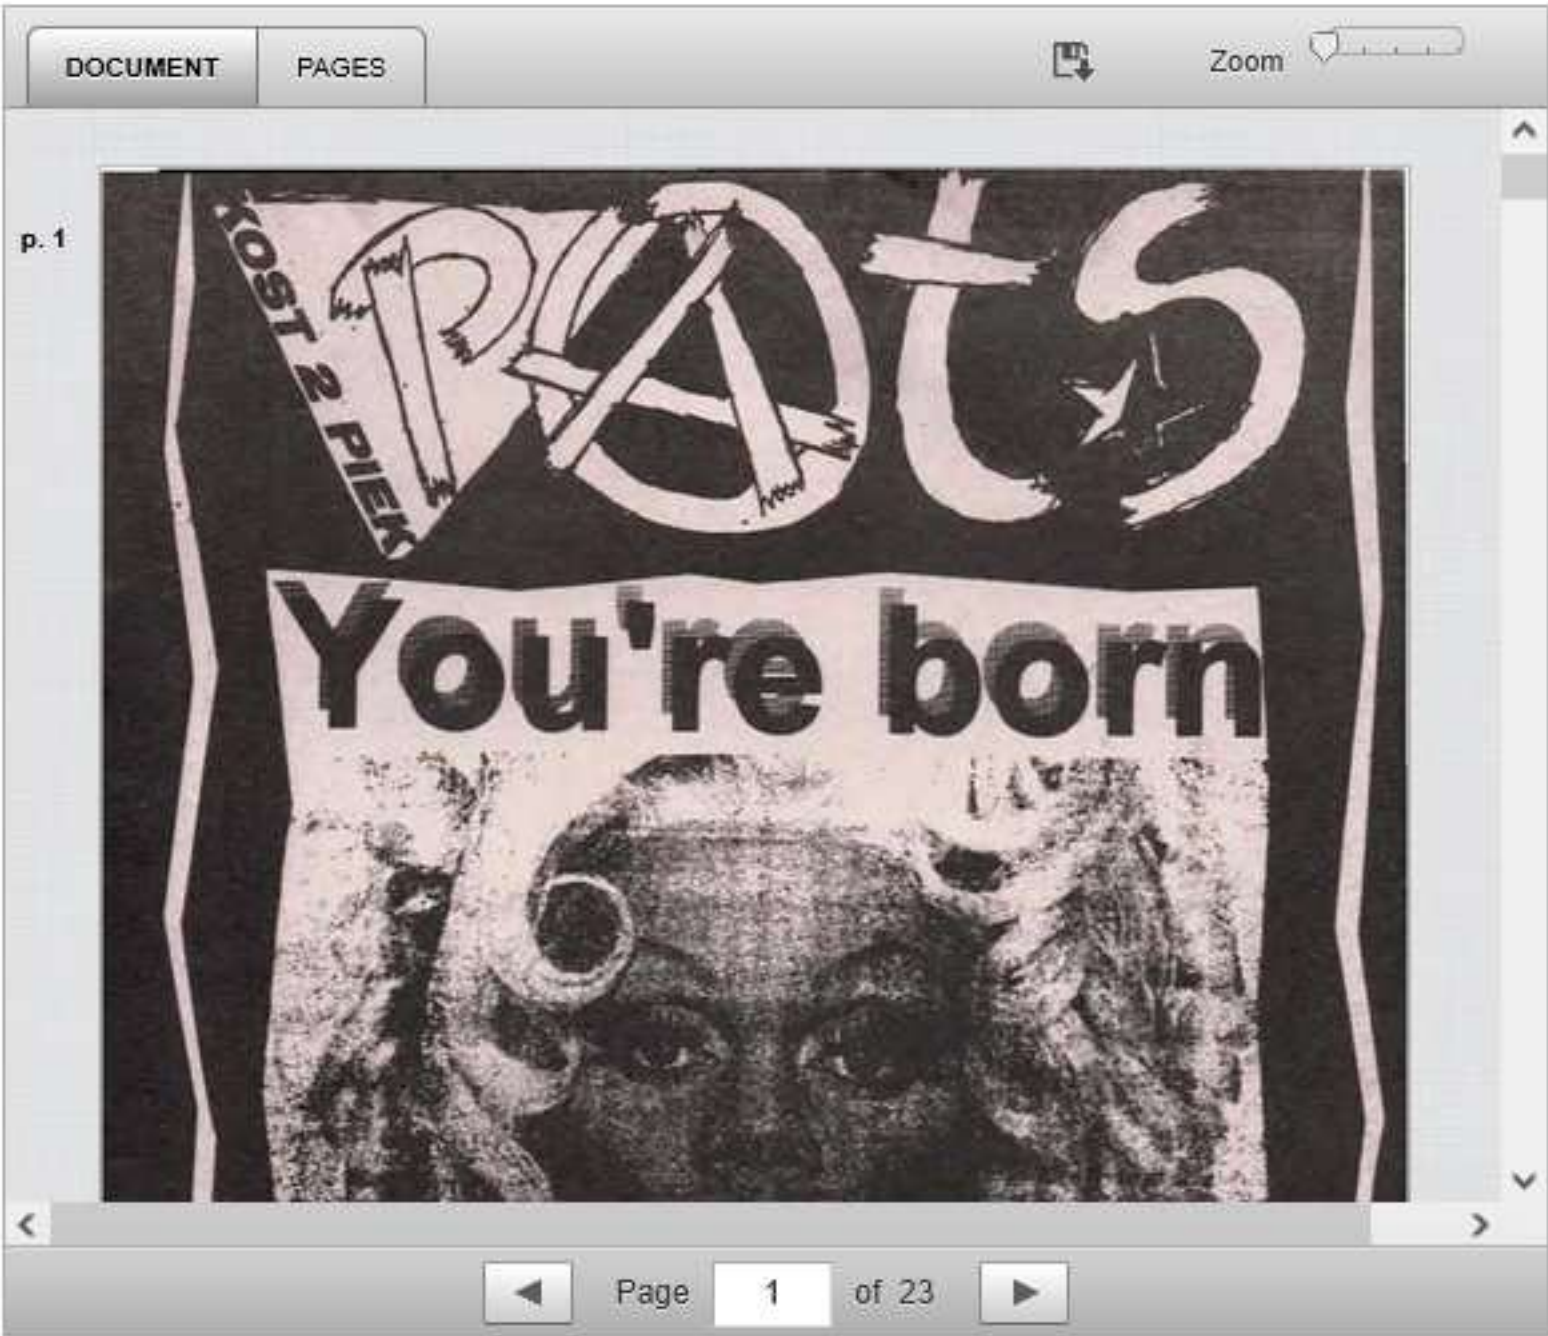 DOCUMENT PAGES Zoom
p. 1
RAts
KOST 2 PIEK
You're born
Page 1 of 23